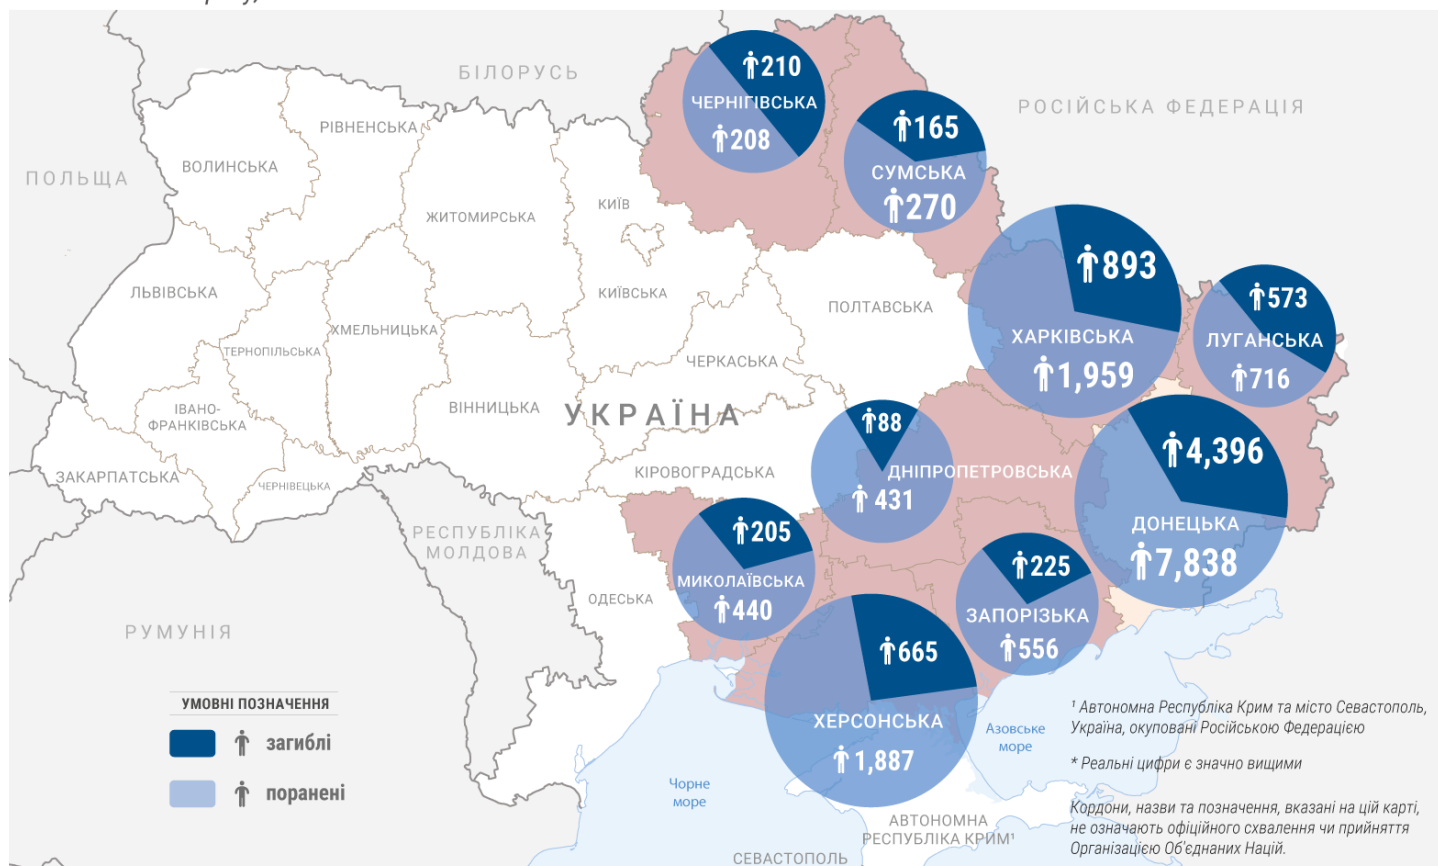 БІЛОРУСЬ
РОСІЙСЬКА ФЕДЕРАЦІЯ
ПОЛЬЩА
ВОЛИНСЬКА
РІВНЕНСЬКА
ЖИТОМИРСЬКА
КИЇВ
КИЇВСЬКА
210
ЧЕРНІГІВСЬКА
208
165
СУМСЬКА
270
893
ХАРКІВСЬКА
1,959
573
ЛУГАНСЬКА
716
ЛЬВІВСЬКА
ТЕРНОПІЛЬСЬКА
ХМЕЛЬНИЦЬКА
ПОЛТАВСЬКА
ЧЕРКАСЬКА
ІВАНО-
ФРАНКІВСЬКА
ВІННИЦЬКА
УКРАЇНА
88
ДНІПРОПЕТРОВСЬКА
431
4,396
ДОНЕЦЬКА
7,838
ЗАКАРПАТСЬКА
ЧЕРНІВЕЦЬКА
КІРОВОГРАДСЬКА
РЕСПУБЛІКА
МОЛДОВА
205
МИКОЛАЇВСЬКА
440
225
ЗАПОРІЗЬКА
556
ОДЕСЬКА
РУМУНІЯ
665
ХЕРСОНСЬКА
1,887
УМОВНІ ПОЗНАЧЕННЯ
загиблі
поранені
Чорне
море
Азовське
море
АВТОНОМНА
РЕСПУБЛІКА КРИМ¹
СЕВАСТОПОЛЬ
¹ Автономна Республіка Крим та місто Севастополь,
Україна, окуповані Російською Федерацією
* Реальні цифри є значно вищими
Кордони, назви та позначення, вказані на цій карті,
не означають офіційного схвалення чи прийняття
Організацією Об'єднаних Націй.